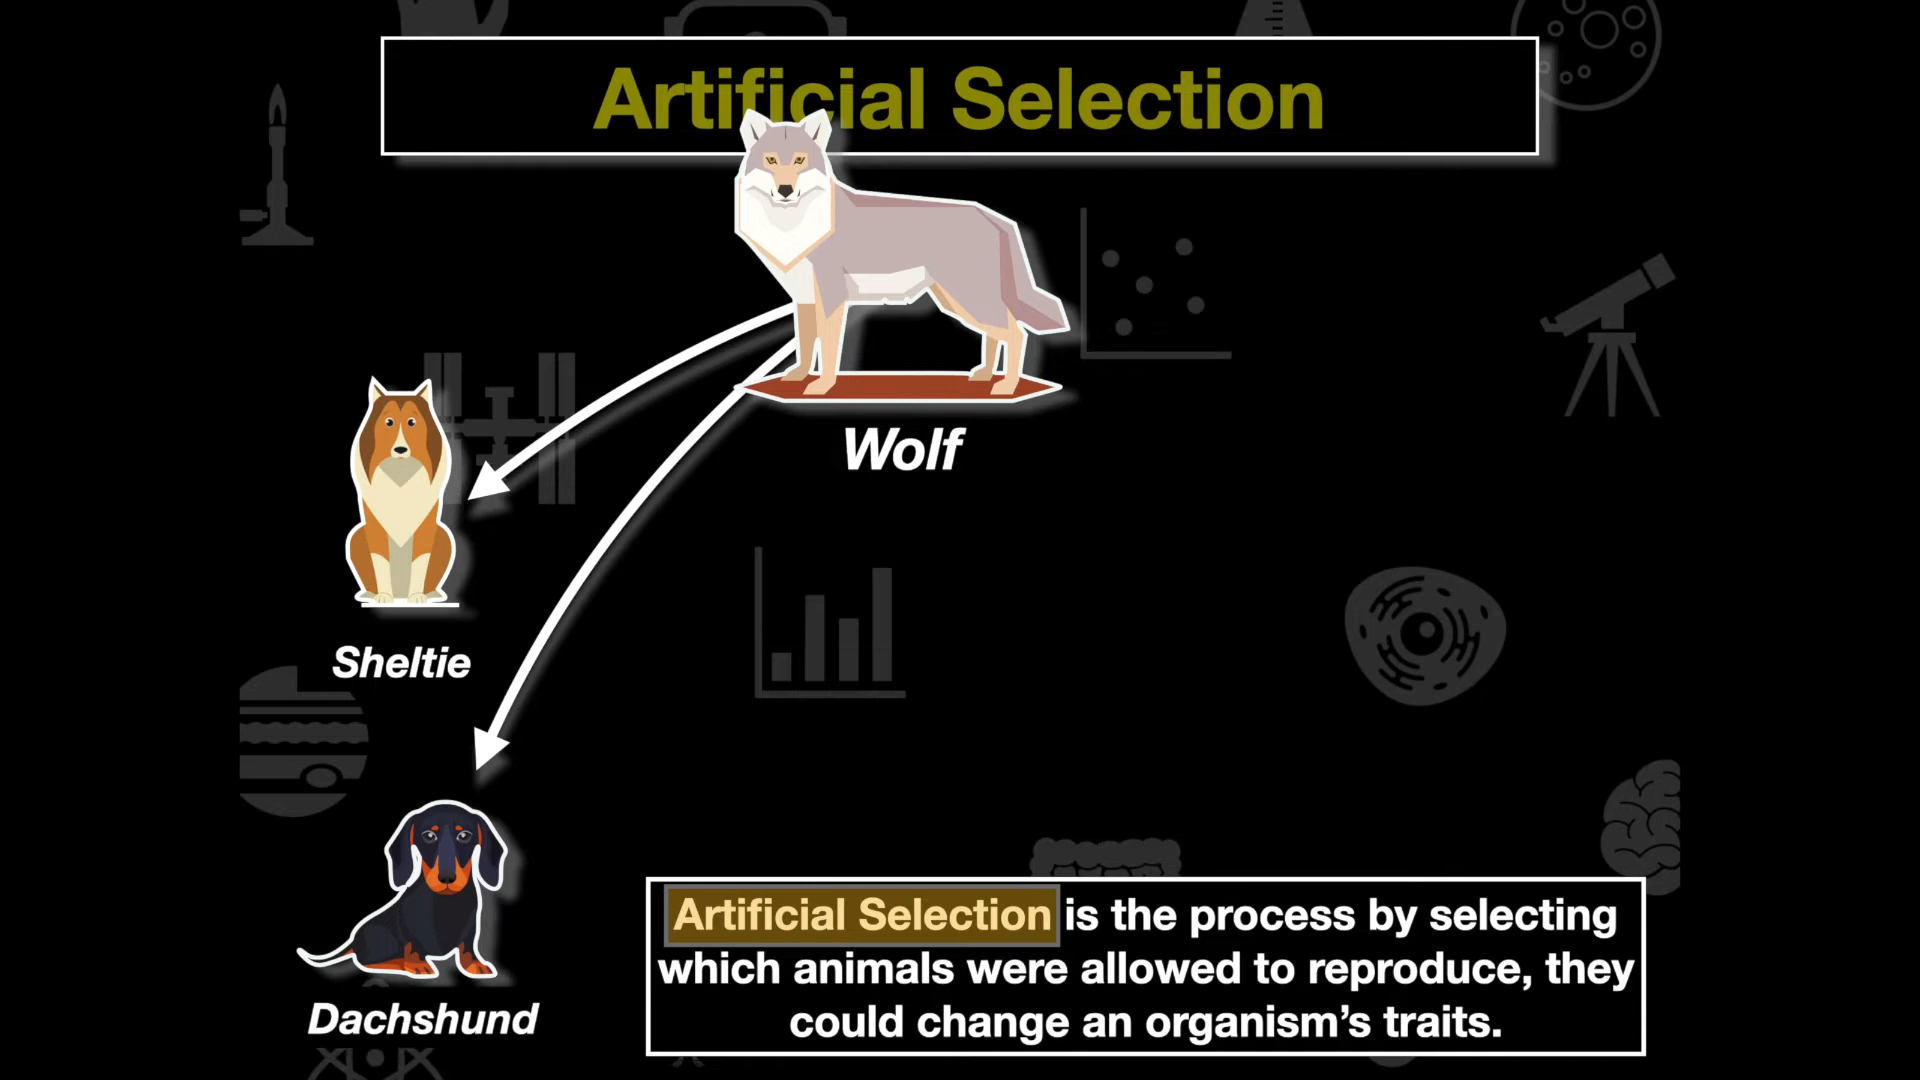 Artificial Selection
Wolf
Sheltie
Dachshund
Artificial Selection is the process by selecting
which animals were allowed to reproduce, they
could change an organism's traits.